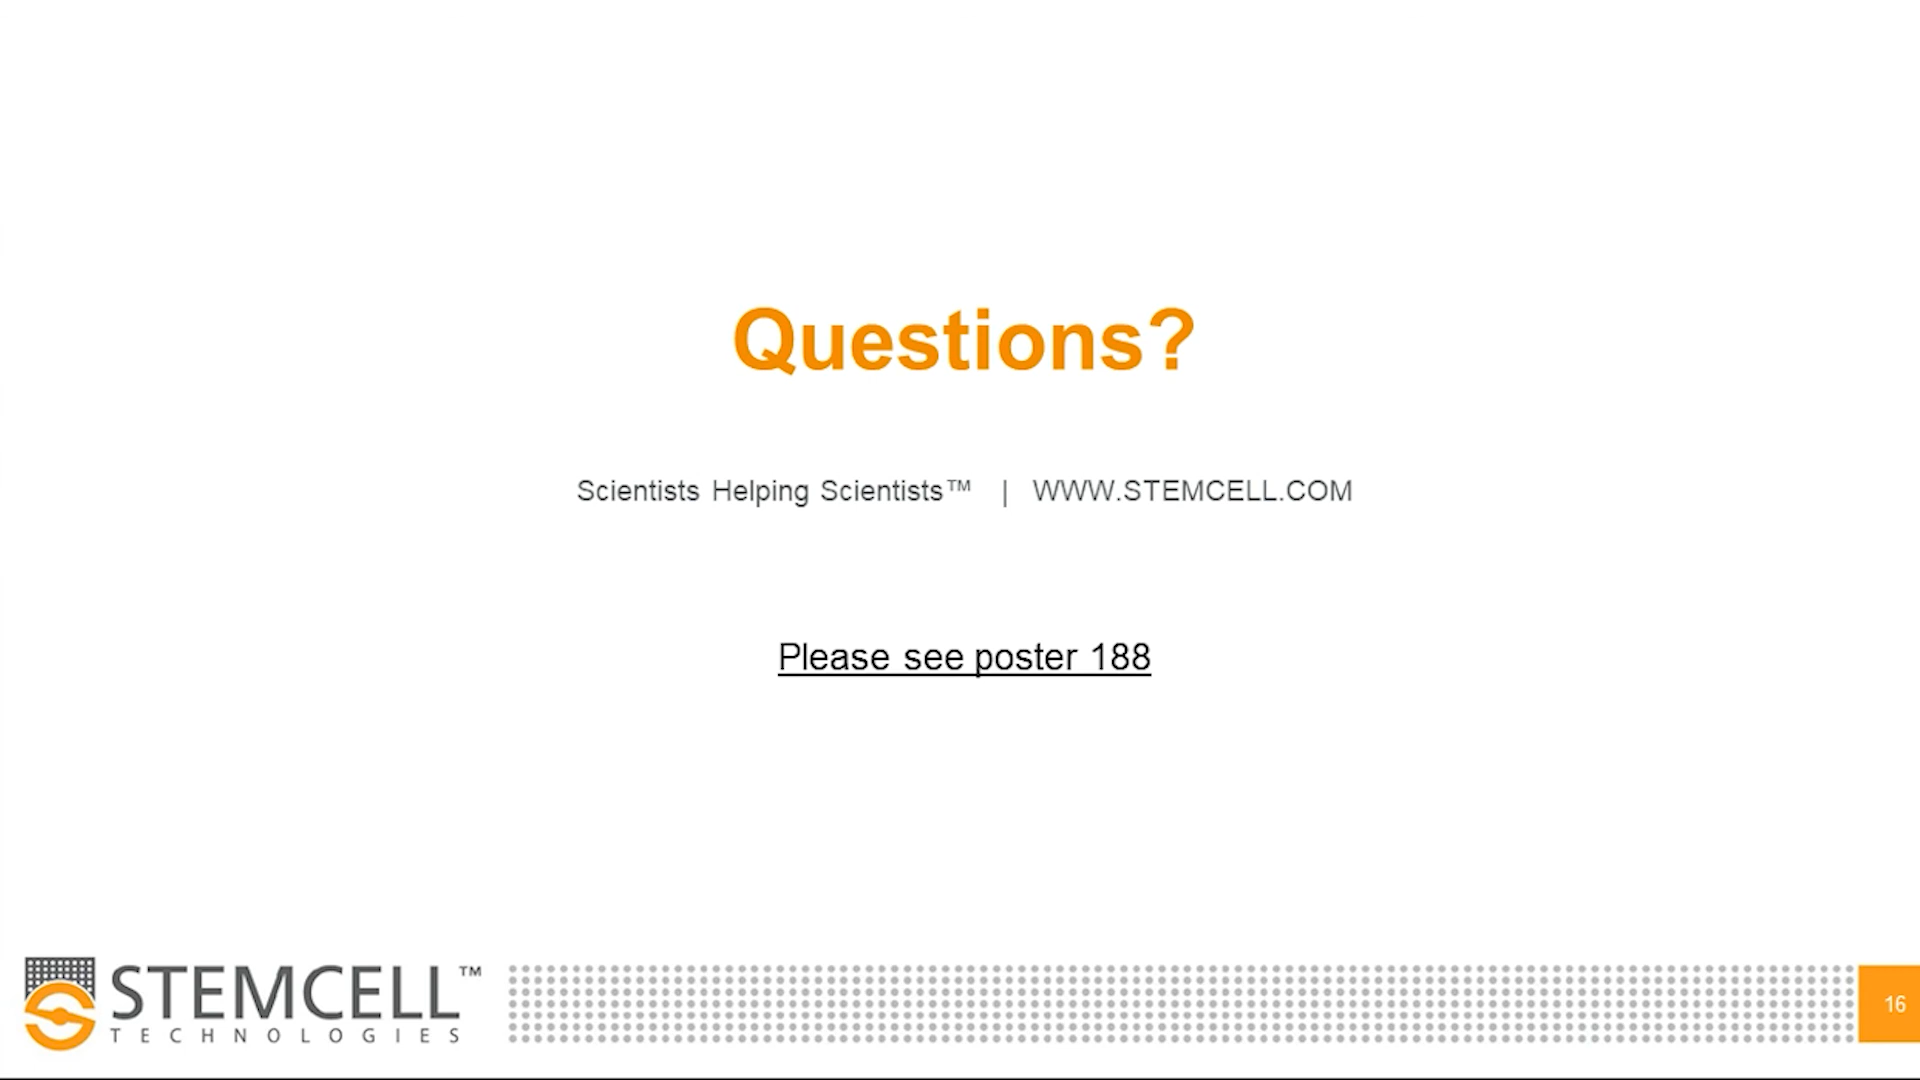 Questions?
Scientists Helping Scientists™ | WWW.STEMCELL.COM
Please see poster 188
STEMCELL™
TECHNOLOGIES
16